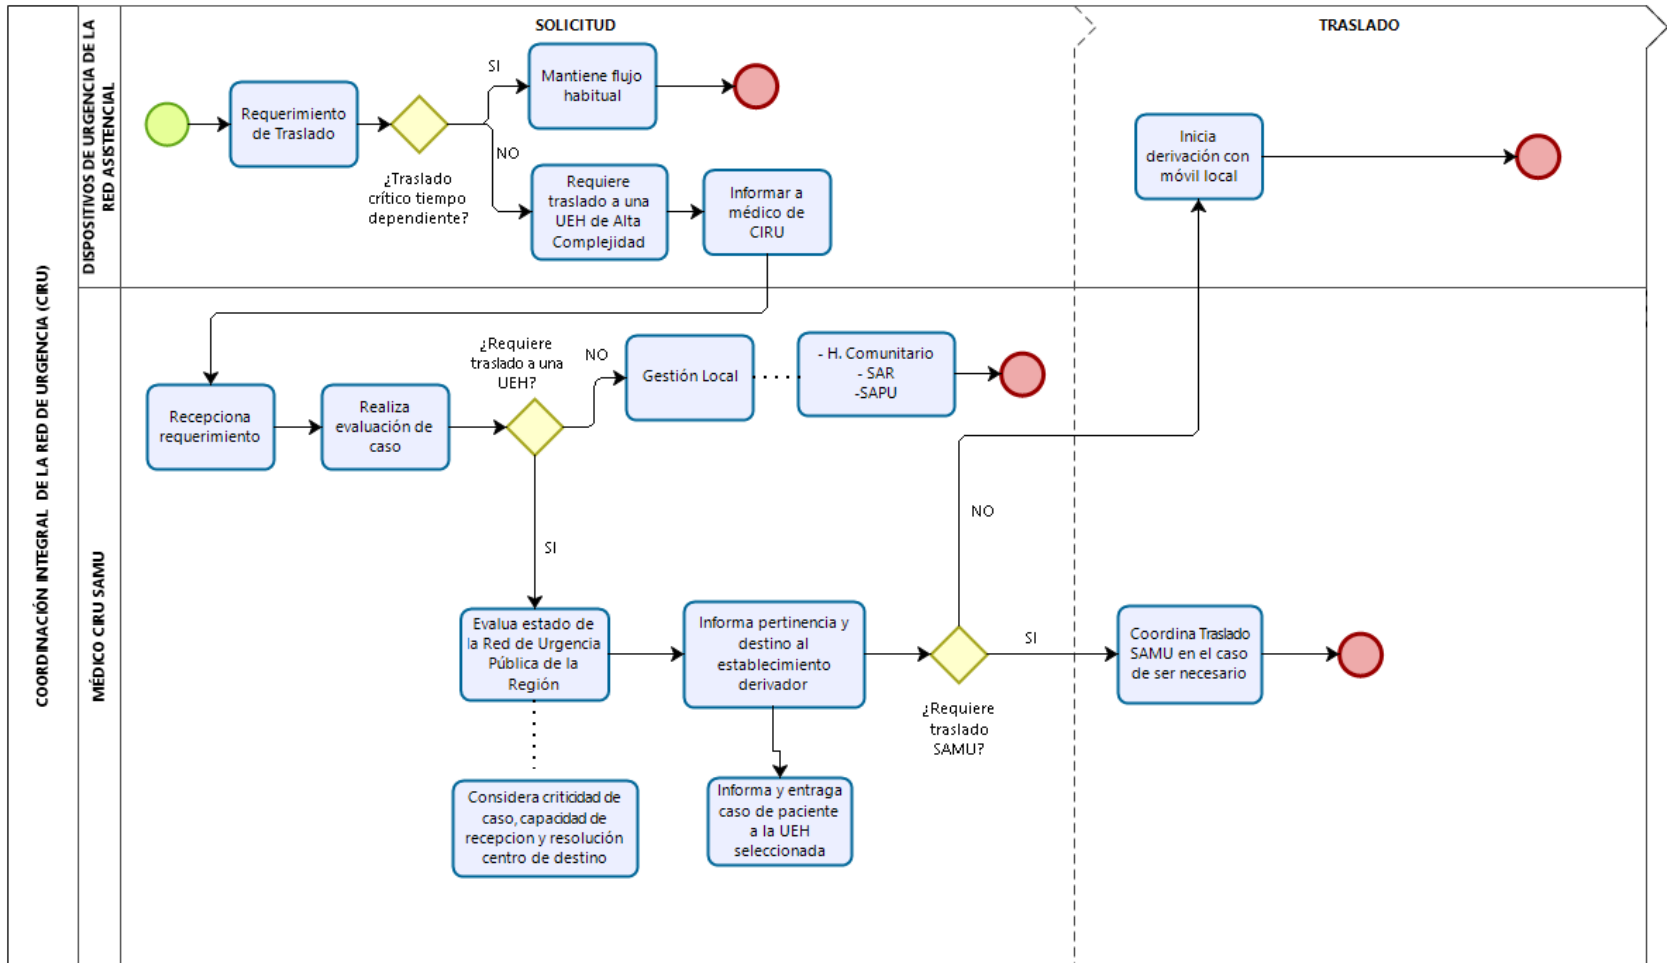 COORDINACIÓN INTEGRAL DE LA RED DE URGENCIA (CIRU)
DISPOSITIVOS DE URGENCIA DE LA
RED ASISTENCIAL
MÉDICO CIRU SAMU
SOLICITUD
TRASLADO
Requerimiento
de Traslado
¿Traslado
crítico tiempo
dependiente?
SI
Mantiene flujo
habitual
NO
Requiere
traslado a una
UEH de Alta
Complejidad
Informar a
médico de
CIRU
Inicia
derivación con
móvil local
Recepciona
requerimiento
Realiza
evaluación de
caso
¿Requiere
traslado a una
UEH?
NO
Gestión Local
- H. Comunitario
- SAR
-SAPU
SI
Evalua estado de
la Red de Urgencia
Pública de la
Región
Considera criticidad de
caso, capacidad de
recepcion y resolución
centro de destino
Informa pertinencia y
destino al
establecimiento
derivador
Informa y entraga
caso de paciente
a la UEH
seleccionada
¿Requiere
traslado
SAMU?
NO
SI
Coordina Traslado
SAMU en el caso
de ser necesario